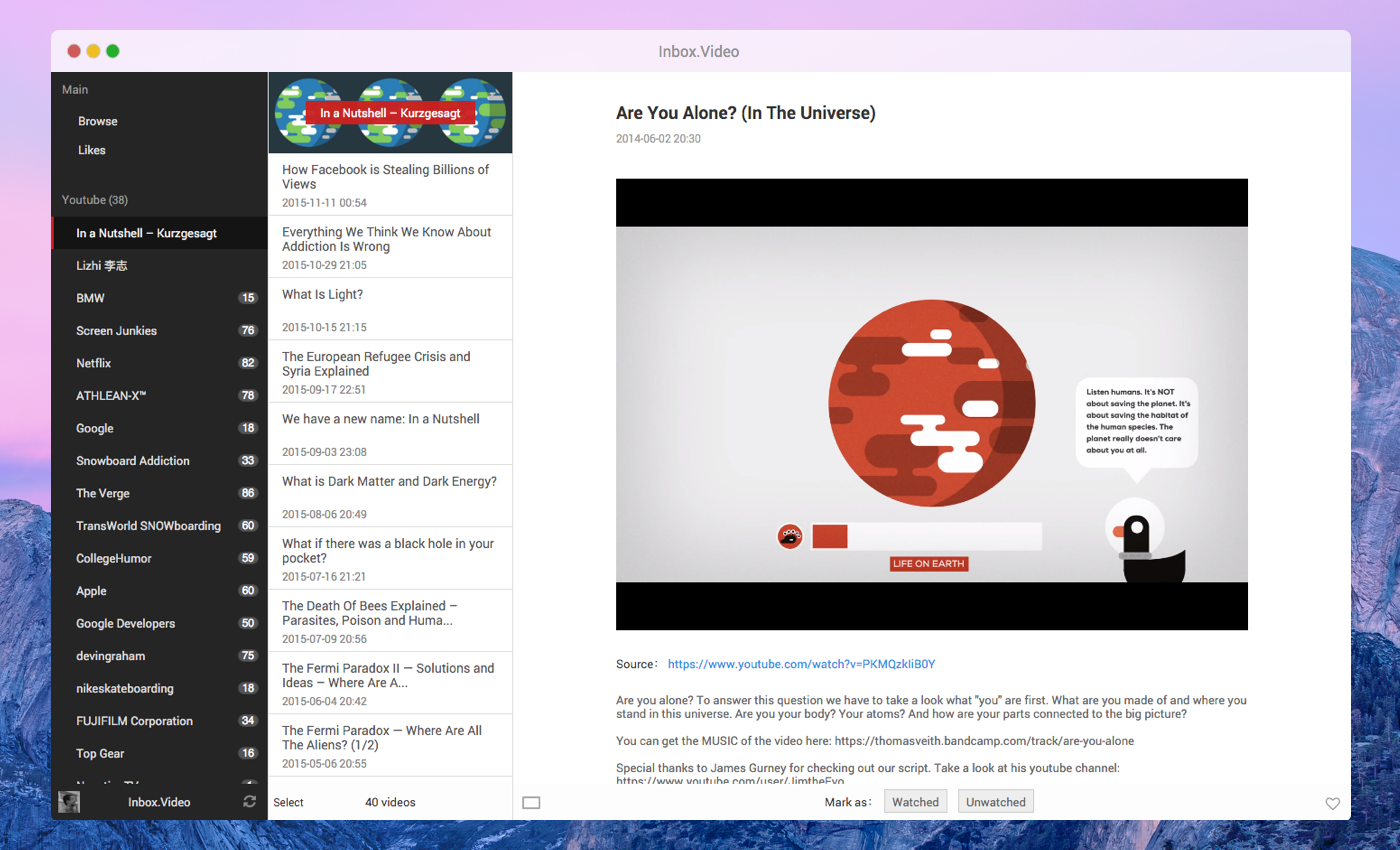 Inbox.Video
Main
Browse
Likes
Youtube (38)
In a Nutshell – Kurzgesagt
Lizhi 李志
BMW 15
Screen Junkies 76
Netflix 82
ATHLEAN-X™ 78
Google 18
Snowboard Addiction 33
The Verge 86
TransWorld SNOWboarding 60
CollegeHumor 59
Apple 60
Google Developers 50
devingraham 75
nikeskateboarding 18
FUJIFILM Corporation 34
Top Gear 16
Inbox.Video
In a Nutshell – Kurzgesagt
How Facebook is Stealing Billions of
Views
2015-11-11 00:54
Everything We Think We Know About
Addiction Is Wrong
2015-10-29 21:05
What Is Light?
2015-10-15 21:15
The European Refugee Crisis and
Syria Explained
2015-09-17 22:51
We have a new name: In a Nutshell
2015-09-03 23:08
What is Dark Matter and Dark Energy?
2015-08-06 20:49
What if there was a black hole in your
pocket?
2015-07-16 21:21
The Death Of Bees Explained –
Parasites, Poison and Huma...
2015-07-09 20:56
The Fermi Paradox II — Solutions and
Ideas – Where Are A...
2015-06-04 20:42
The Fermi Paradox — Where Are All
The Aliens? (1/2)
2015-05-06 20:55
Select 40 videos
Are You Alone? (In The Universe)
2014-06-02 20:30
Listen humans. It's NOT
about saving the planet. It's
about saving the habitat of
the human species. The
planet really doesn't care
about you at all.
LIFE ON EARTH
Source: https://www.youtube.com/watch?v=PKMQzkIiB0Y
Are you alone? To answer this question we have to take a look what "you" are first. What are you made of and where you
stand in this universe. Are you your body? Your atoms? And how are your parts connected to the big picture?
You can get the MUSIC of the video here: https://thomasveith.bandcamp.com/track/are-you-alone
Special thanks to James Gurney for checking out our script. Take a look at his youtube channel:
Mark as: Watched Unwatched